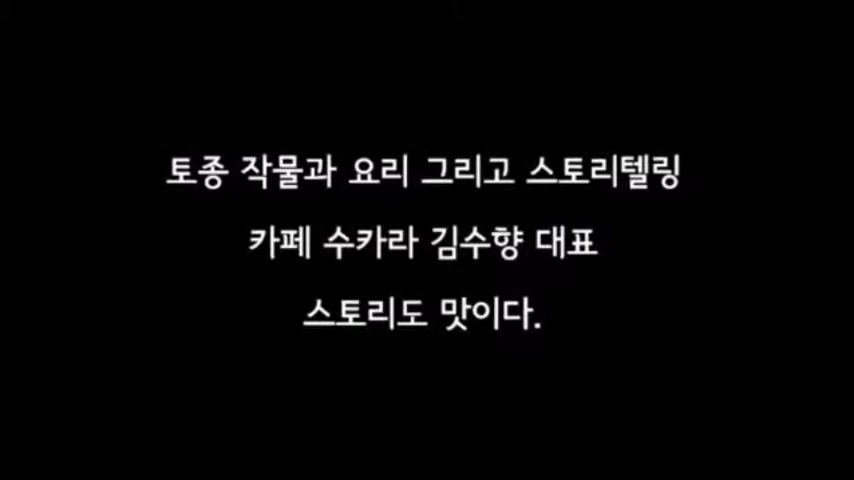 토종 작물과 요리 그리고 스토리텔링
카페 수카라 김수향 대표
스토리도 맛이다.